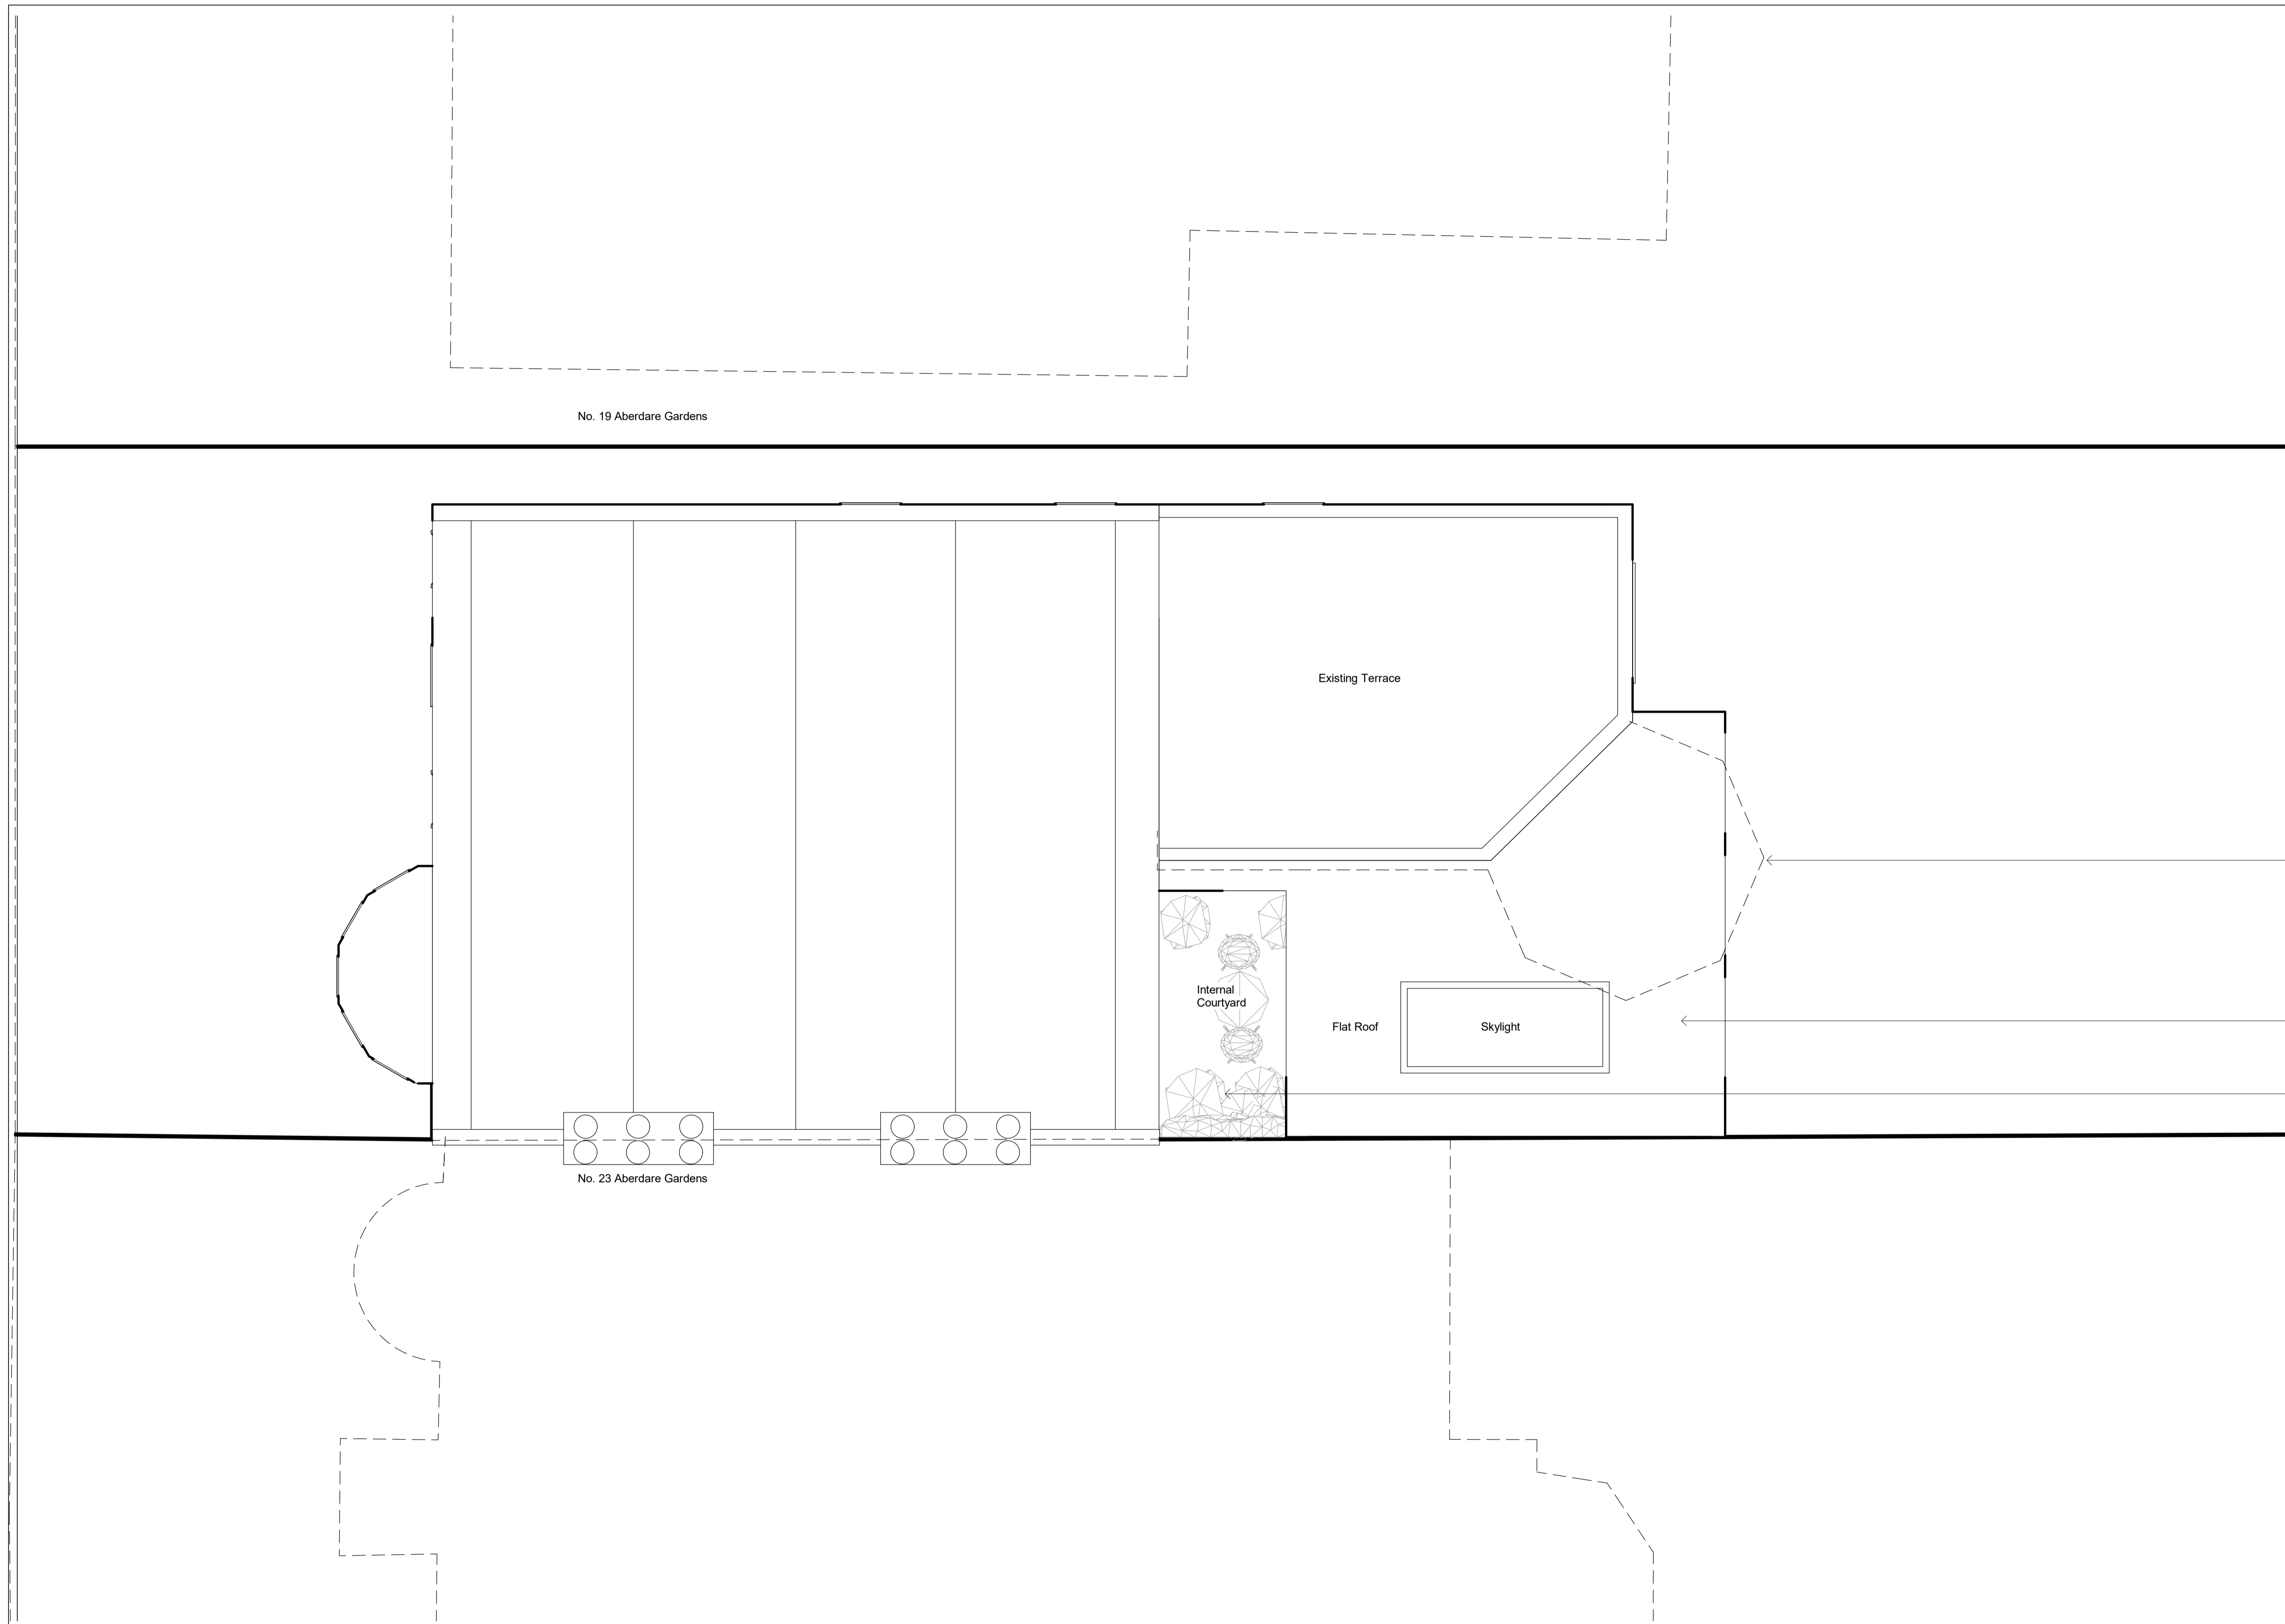 No. 19 Aberdare Gardens
Existing Terrace
Internal
Courtyard
Flat Roof
Skylight
No. 23 Aberdare Gardens